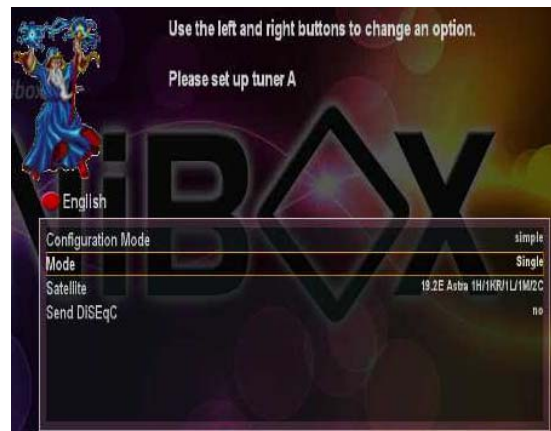 Use the left and right buttons to change an option.
Please set up tuner A
English
Configuration Mode simple
Mode Single
Satellite 19.2E Astra 1H/1KR/1L/1M/2C
Send DiSEqC no